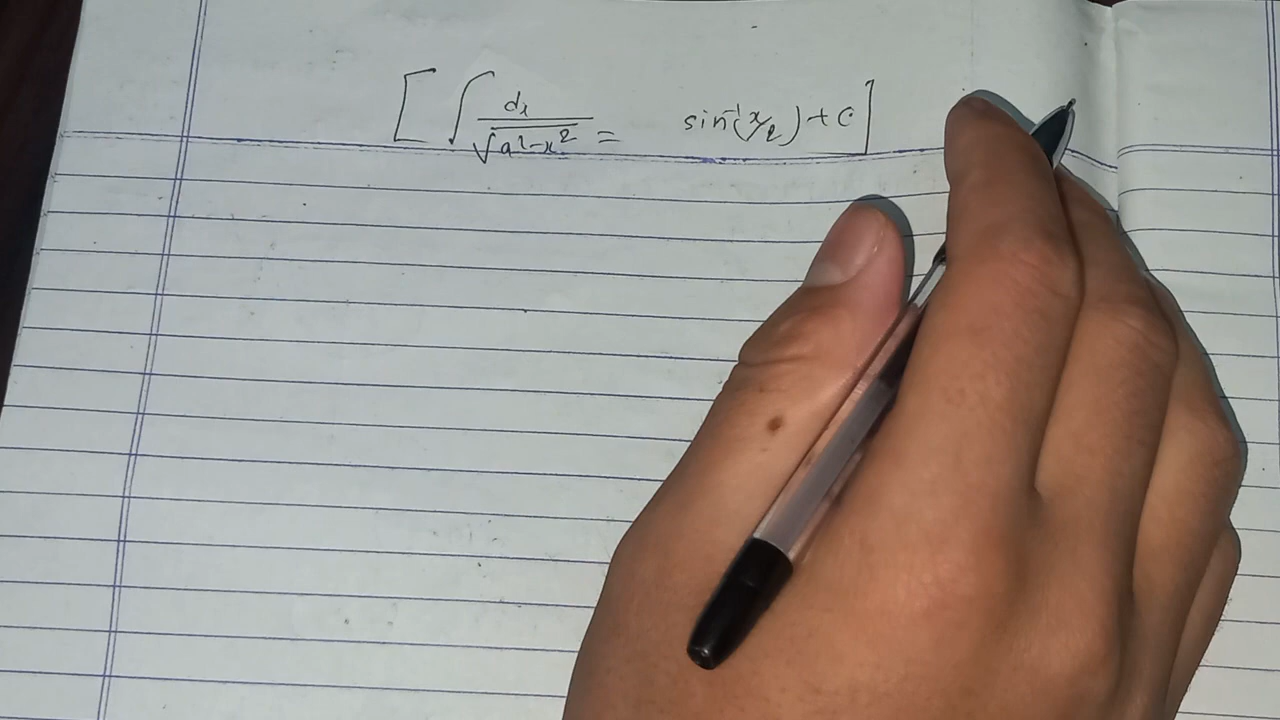 [ ∫ dx/√(a²-x²) = sin⁻¹(x/a) + c ]